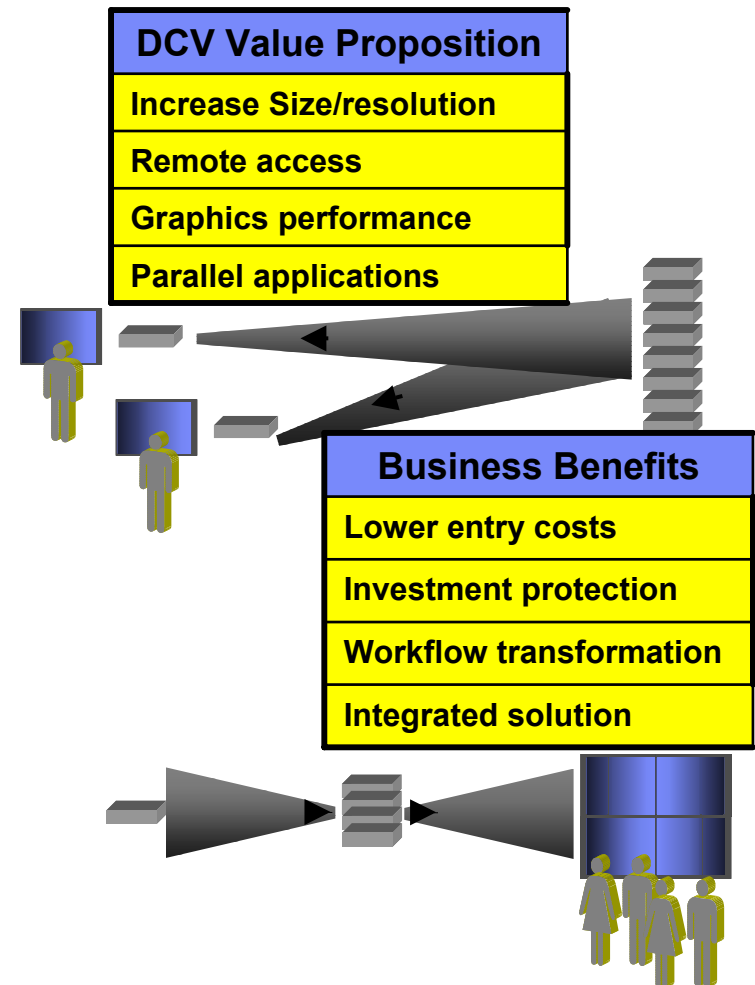 DCV Value Proposition
Increase Size/resolution
Remote access
Graphics performance
Parallel applications
Business Benefits
Lower entry costs
Investment protection
Workflow transformation
Integrated solution